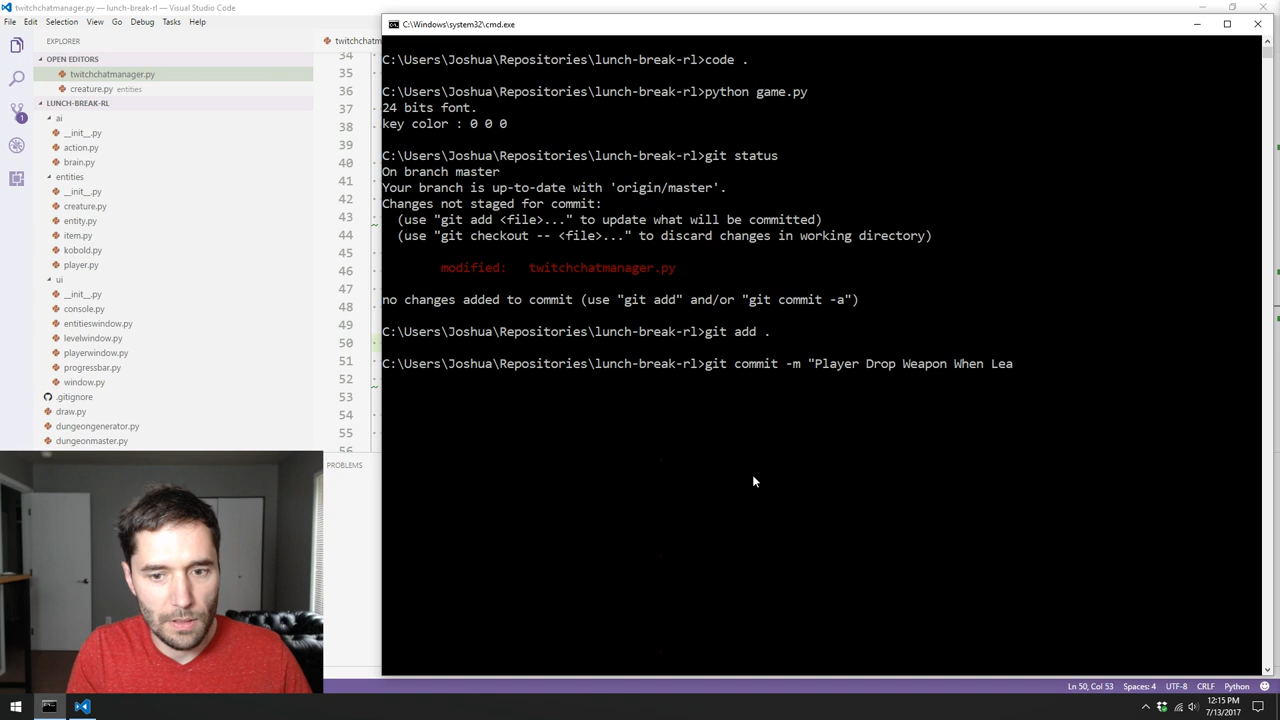 twitchchatmanager.py — lunch-break-rl — Visual Studio Code
File Edit Selection View Go Debug Tasks Help
C:\Windows\system32\cmd.exe
EXPLORER
OPEN EDITORS
twitchchatmanager.py
creature.py entities
LUNCH-BREAK-RL
ai
__init__.py
action.py
brain.py
entities
__init__.py
creature.py
entity.py
item.py
kobold.py
player.py
ui
__init__.py
console.py
entitieswindow.py
levelwindow.py
playerwindow.py
progressbar.py
window.py
.gitignore
draw.py
dungeongenerator.py
dungeonmaster.py
1
twitchchatm
34
35
36
37
38
39
40
41
42
43
44
45
46
47
48
49
50
51
52
53
54
55
56
PROBLEMS
C:\Users\Joshua\Repositories\lunch-break-rl>code .
C:\Users\Joshua\Repositories\lunch-break-rl>python game.py
24 bits font.
key color : 0 0 0
C:\Users\Joshua\Repositories\lunch-break-rl>git status
On branch master
Your branch is up-to-date with 'origin/master'.
Changes not staged for commit:
(use "git add <file>..." to update what will be committed)
(use "git checkout -- <file>..." to discard changes in working directory)
modified: twitchchatmanager.py
no changes added to commit (use "git add" and/or "git commit -a")
C:\Users\Joshua\Repositories\lunch-break-rl>git add .
C:\Users\Joshua\Repositories\lunch-break-rl>git commit -m "Player Drop Weapon When Lea
Ln 50, Col 53 Spaces: 4 UTF-8 CRLF Python
12:15 PM
7/13/2017